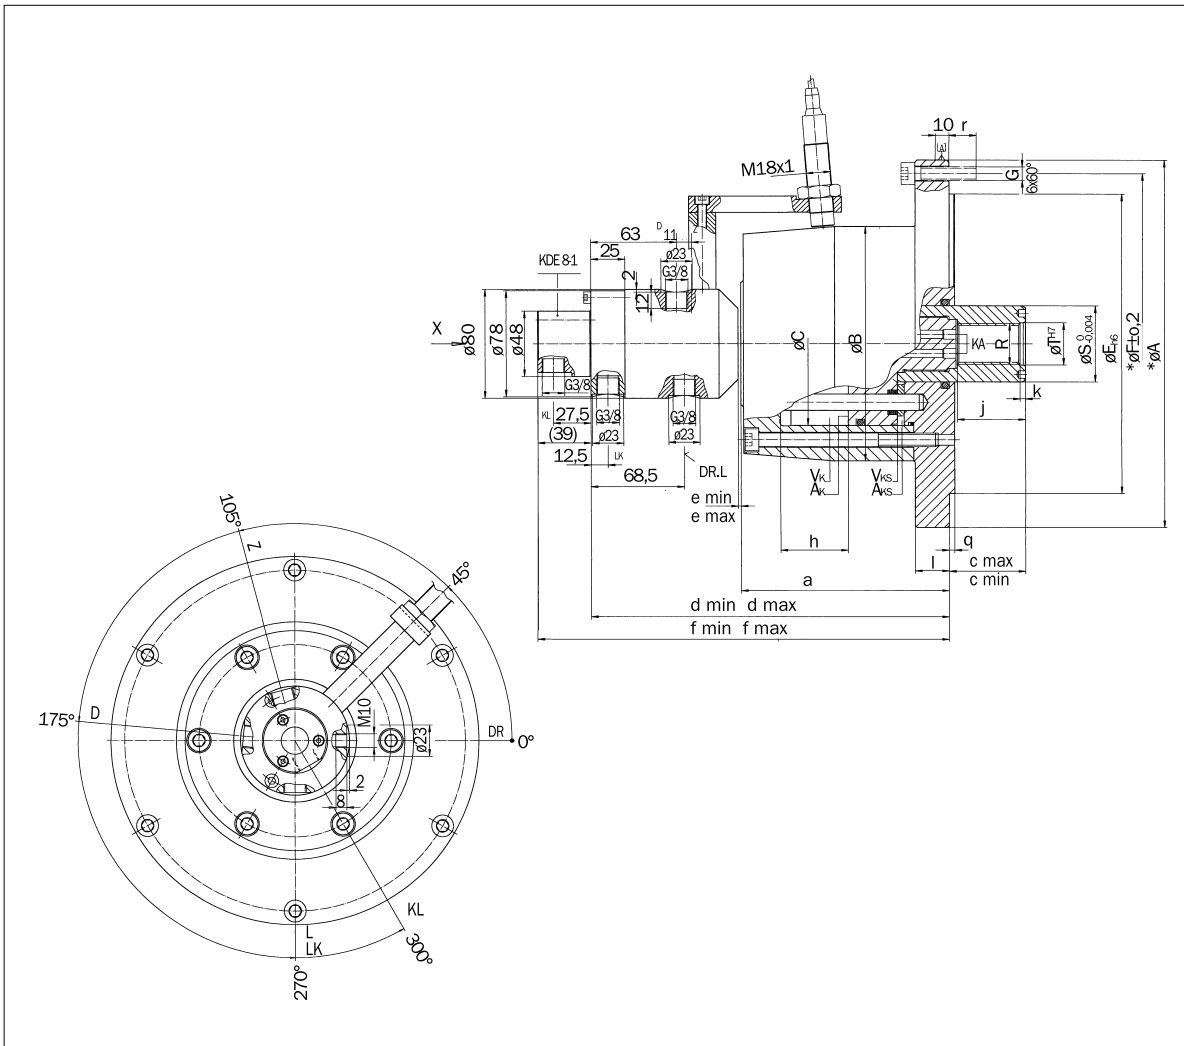 10 r
[A]
M18x1
G
6x60°
63
D
11
Z
25
ø23
KDE 8-1
G3/8
2
12
X
ø80
ø78
ø48
øC
øB
KA
R
øT H7
øS 0 -0,004
øE h6
*øF±0,2
*øA
G3/8
G3/8
G3/8
KL
27,5
k
j
(39)
ø23
ø23
12,5
LK
68,5
DR.L
VK
AK
VKS
AKS
e min
e max
h
q
l
c max
c min
a
d min d max
f min f max
105°
Z
45°
175°
D
M10
ø23
DR
0°
2
8
KL
L
LK
300°
270°